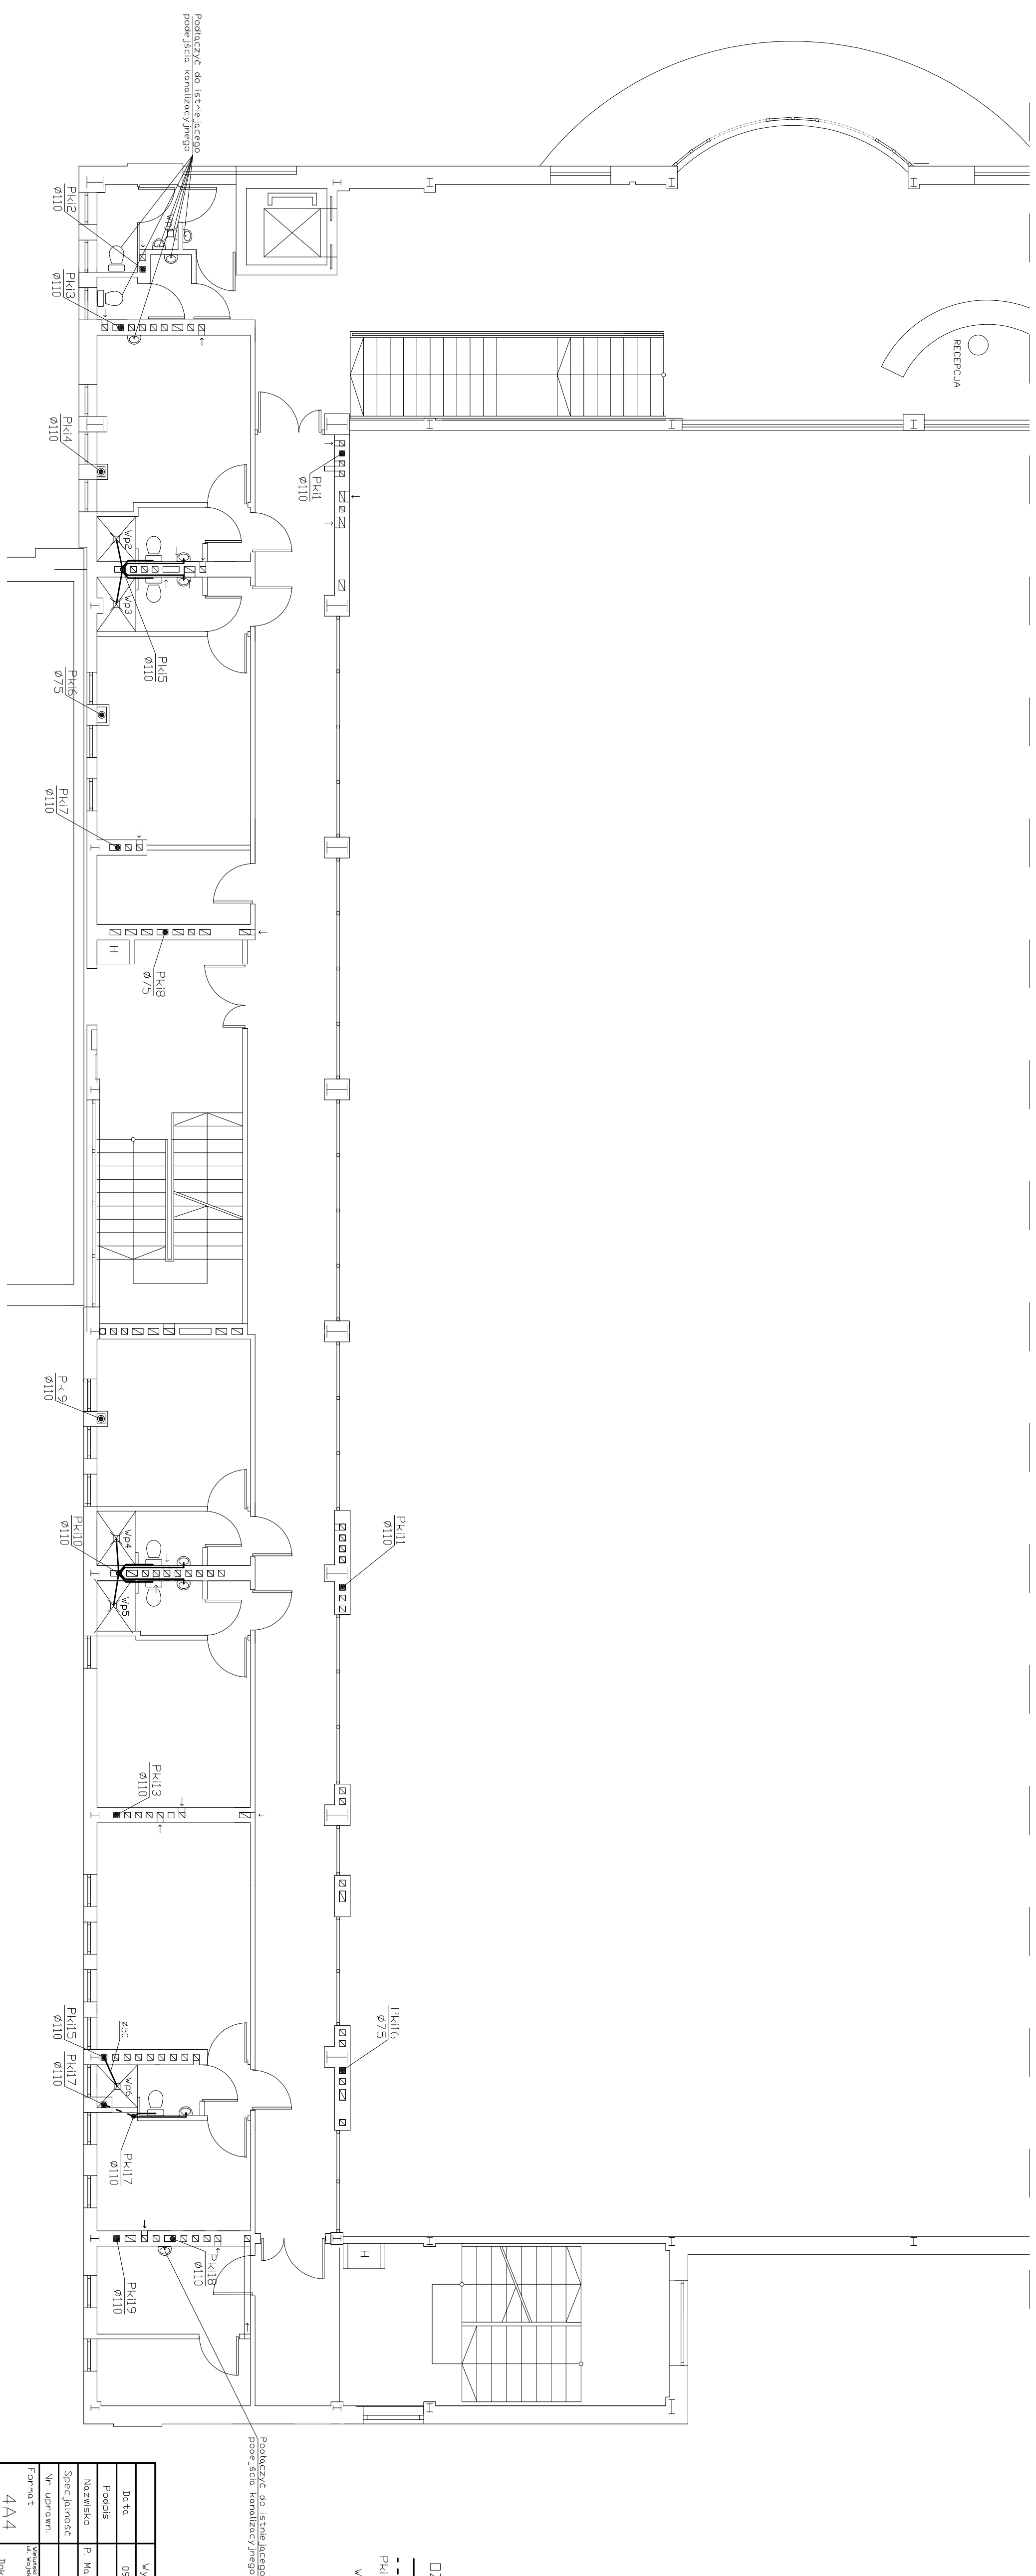 Podłączyć do istniejącego
podejścia kanalizacyjnego
Pki2
ø110
Wp1
Pki3
ø110
RECEPCJA
Pki4
ø110
Pki1
ø110
Wp2
Wp3
Pki5
ø110
Pki6
ø75
Pki7
ø110
H
Pki8
ø75
Pki9
ø110
Wp4
Wp5
Pki10
ø110
Pki11
ø110
Pki13
ø110
Pki16
ø75
Pki15
ø110
ø50
Wp6
Pki17
ø110
Pki17
ø110
Pki18
ø110
Pki19
ø110
H
Podłączyć do istniejącego
podejścia kanalizacyjnego
Pki
Data
Podpis
Nazwisko
P. Ma
Specjalność
Nr uprawn.
Format
4A4